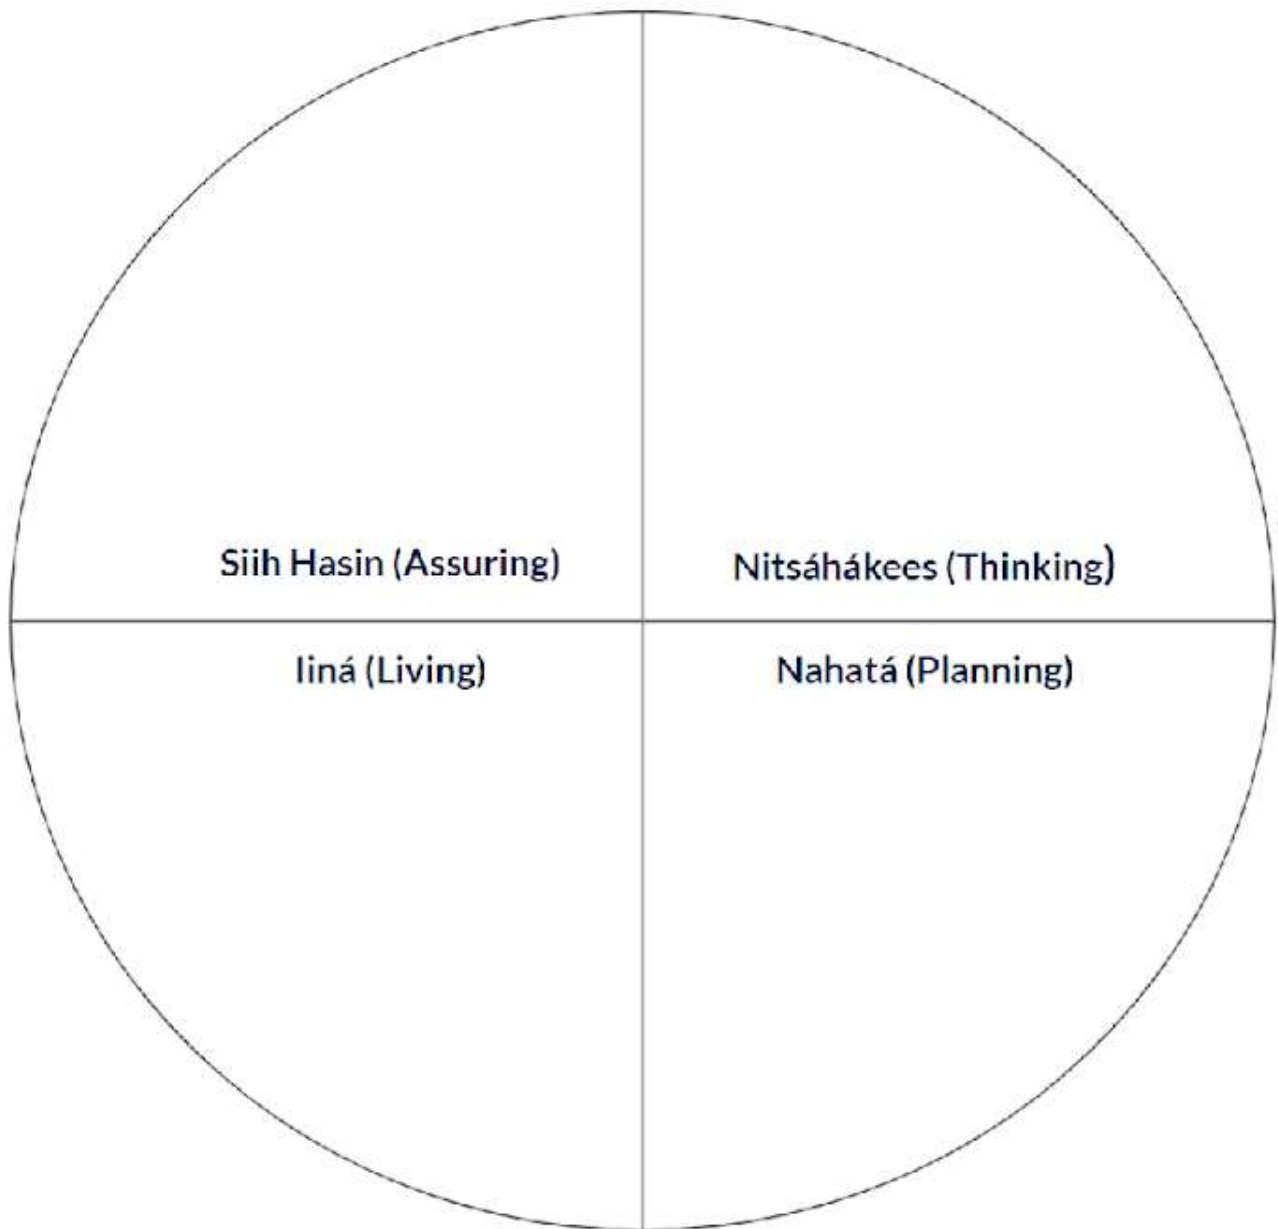 Siih Hasin (Assuring)
Nitsáhákees (Thinking)
Iiná (Living)
Nahatá (Planning)